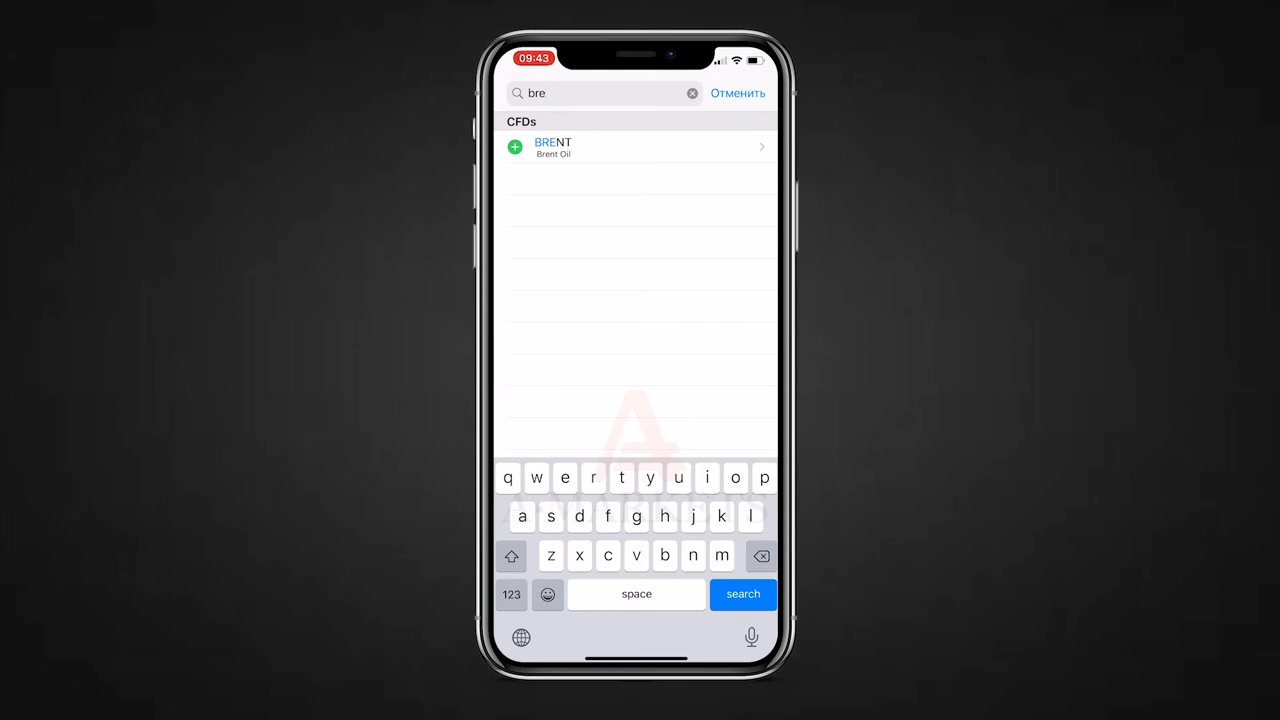 09:43
bre
Отменить
CFDs
BRENT
Brent Oil
q w e r t y u i o p
a s d f g h j k l
z x c v b n m
123 space search